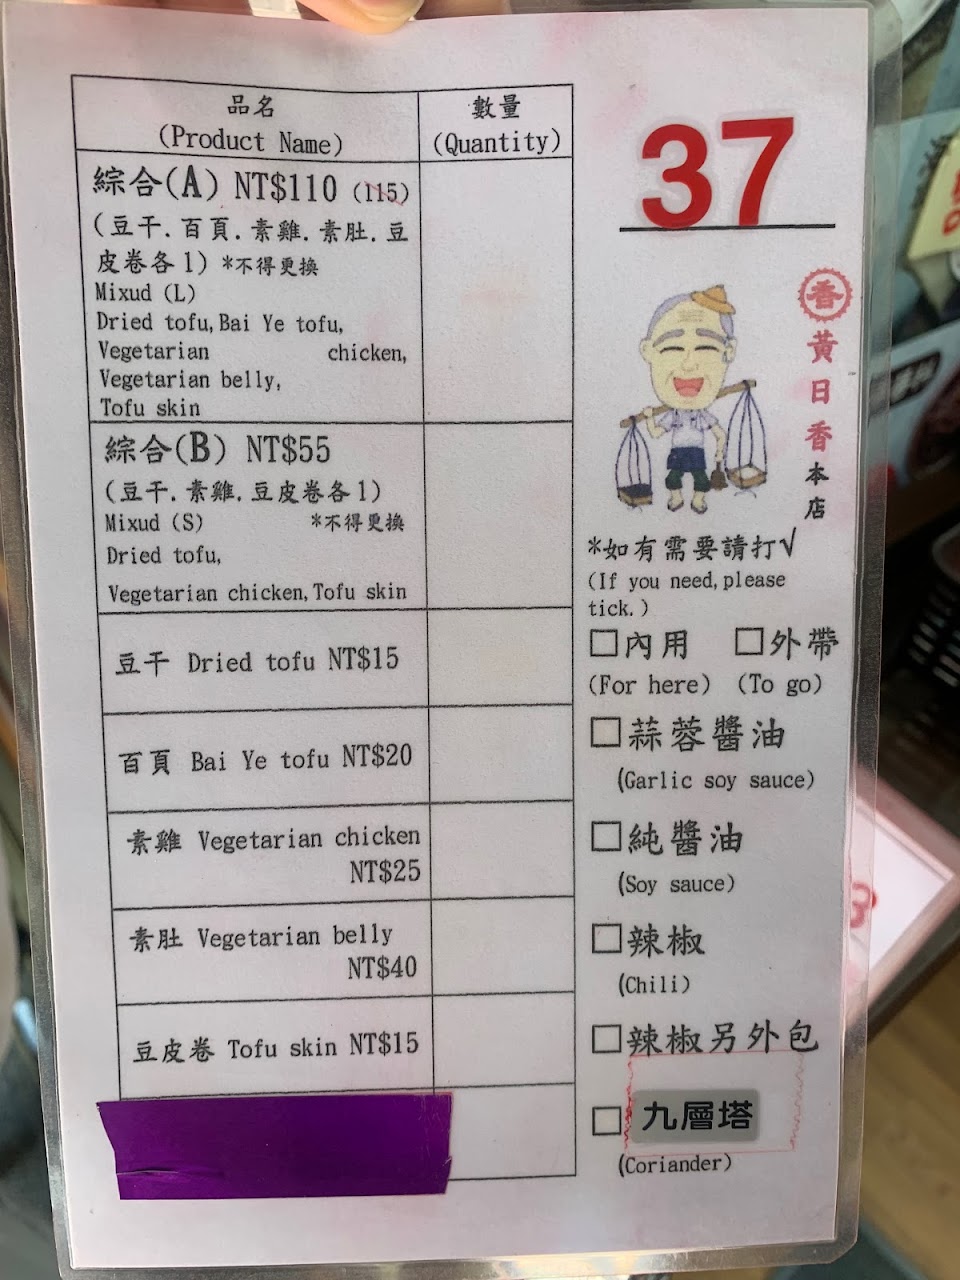 品名
(Product Name)
數量
(Quantity)
綜合(A) NT$110 (115)
(豆干.百頁.素雞.素肚.豆
皮卷各1) *不得更換
Mixud (L)
Dried tofu,Bai Ye tofu,
Vegetarian chicken,
Vegetarian belly,
Tofu skin
綜合(B) NT$55
(豆干.素雞.豆皮卷各1)
Mixud (S) *不得更換
Dried tofu,
Vegetarian chicken,Tofu skin
豆干 Dried tofu NT$15
百頁 Bai Ye tofu NT$20
素雞 Vegetarian chicken
NT$25
素肚 Vegetarian belly
NT$40
豆皮卷 Tofu skin NT$15
37
香
黃日香本店
*如有需要請打√
(If you need,please
tick.)
□內用 □外帶
(For here) (To go)
□蒜蓉醬油
(Garlic soy sauce)
□純醬油
(Soy sauce)
□辣椒
(Chili)
□辣椒另外包
□九層塔
(Coriander)